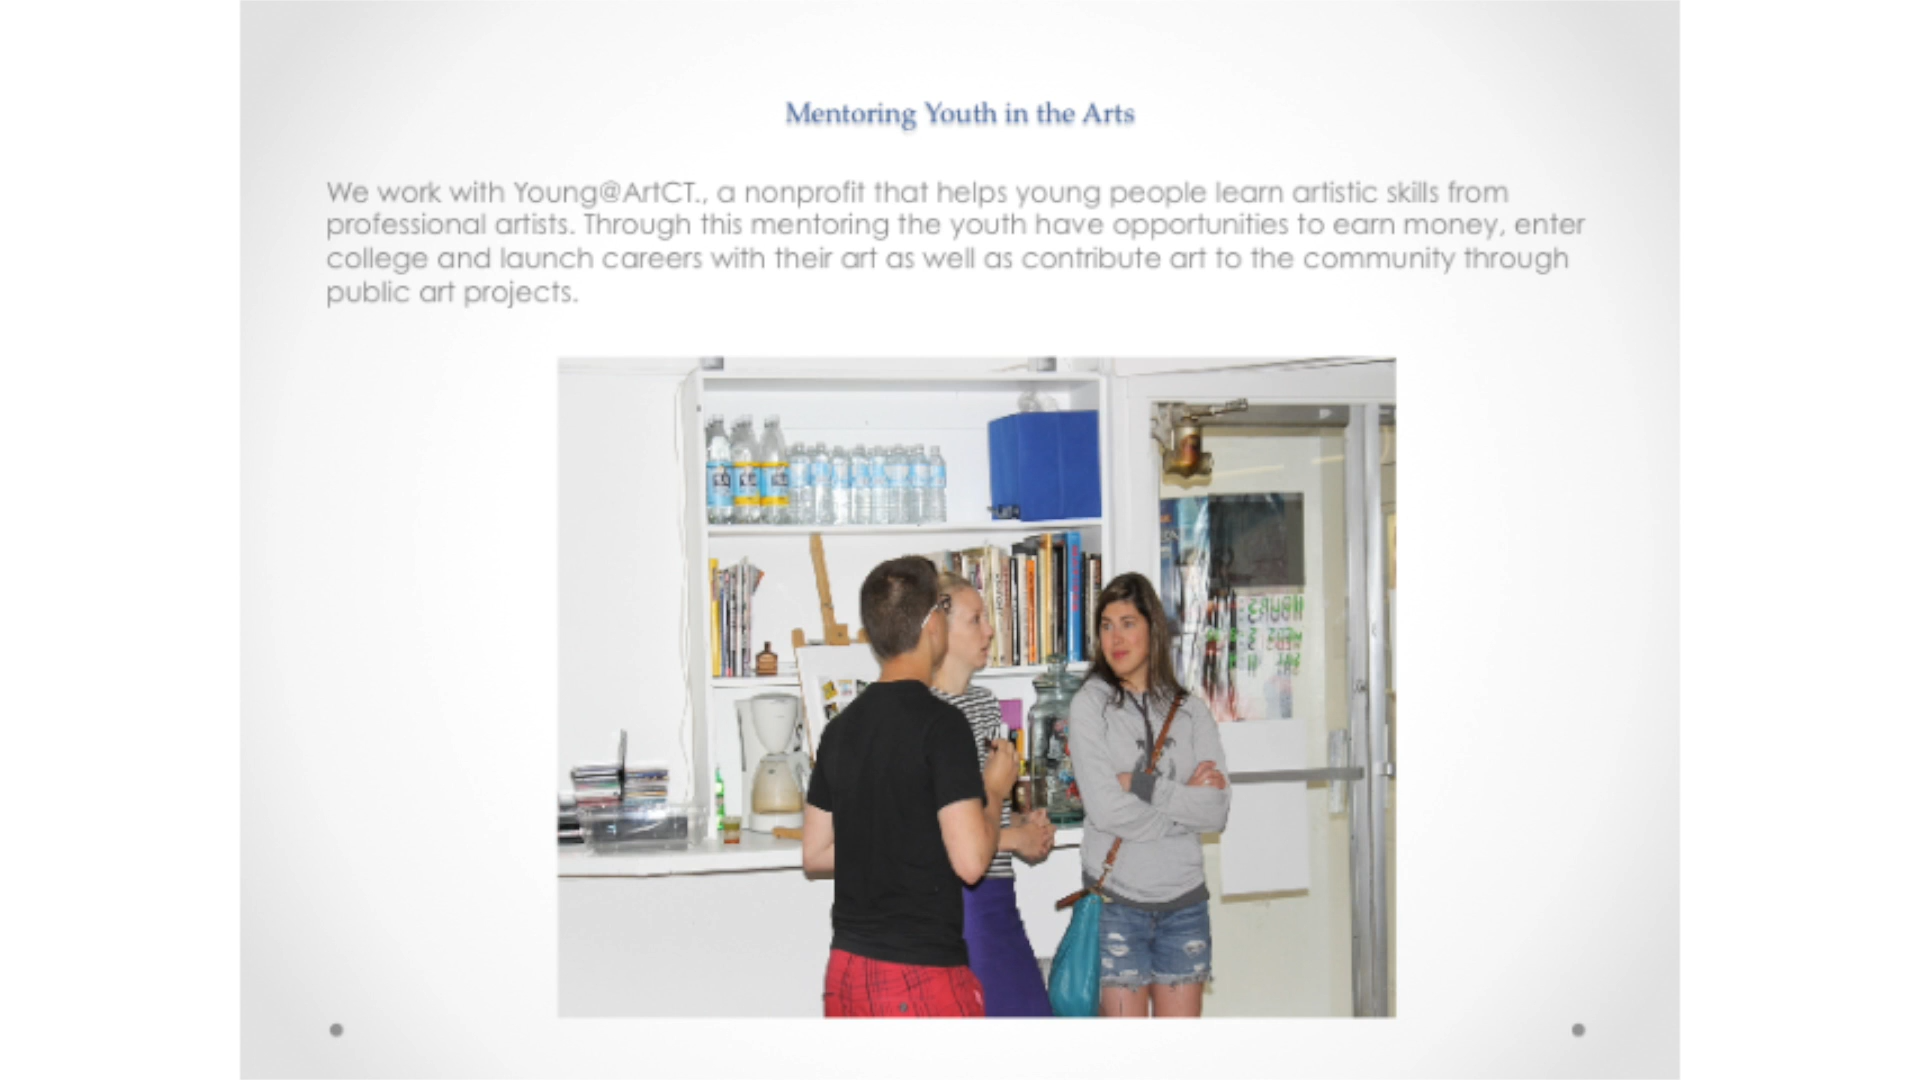 Mentoring Youth in the Arts
We work with Young@ArtCT., a nonprofit that helps young people learn artistic skills from
professional artists. Through this mentoring the youth have opportunities to earn money, enter
college and launch careers with their art as well as contribute art to the community through
public art projects.
HOURS